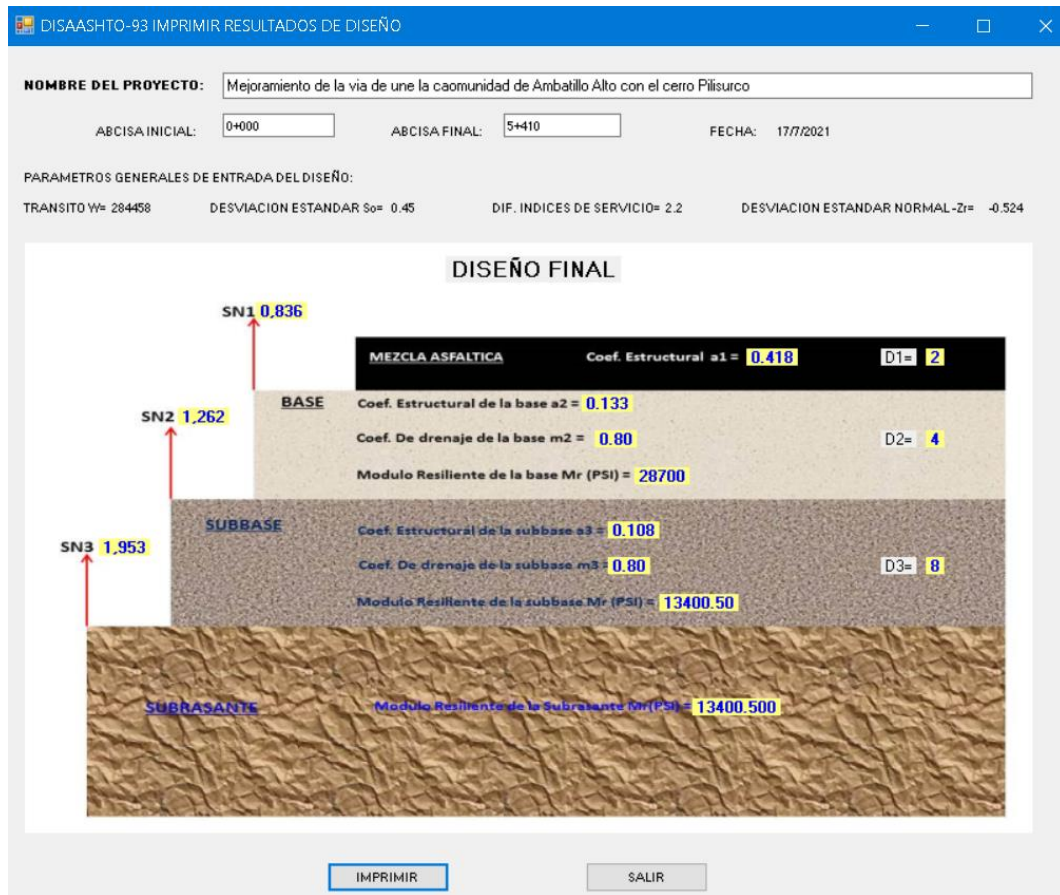 DISAASHTO-93 IMPRIMIR RESULTADOS DE DISEÑO
NOMBRE DEL PROYECTO: Mejoramiento de la via de une la caomunidad de Ambatillo Alto con el cerro Pilisurco
ABCISA INICIAL: 0+000 ABCISA FINAL: 5+410 FECHA: 17/7/2021
PARAMETROS GENERALES DE ENTRADA DEL DISEÑO:
TRANSITO W= 284458 DESVIACION ESTANDAR So= 0.45 DIF. INDICES DE SERVICIO= 2.2 DESVIACION ESTANDAR NORMAL-Zr= -0.524
DISEÑO FINAL
SN1 0,836
MEZCLA ASFALTICA Coef. Estructural a1 = 0.418 D1= 2
BASE Coef. Estructural de la base a2 = 0.133
SN2 1,262
Coef. De drenaje de la base m2 = 0.80 D2= 4
Modulo Resiliente de la base Mr (PSI) = 28700
SUBBASE Coef. Estructural de la subbase a3 = 0.108
SN3 1,953
Coef. De drenaje de la subbase m3 = 0.80 D3= 8
Modulo Resiliente de la subbase Mr (PSI) = 13400.50
SUBRASANTE Modulo Resiliente de la Subrasante Mr(PSI) = 13400.500
IMPRIMIR SALIR